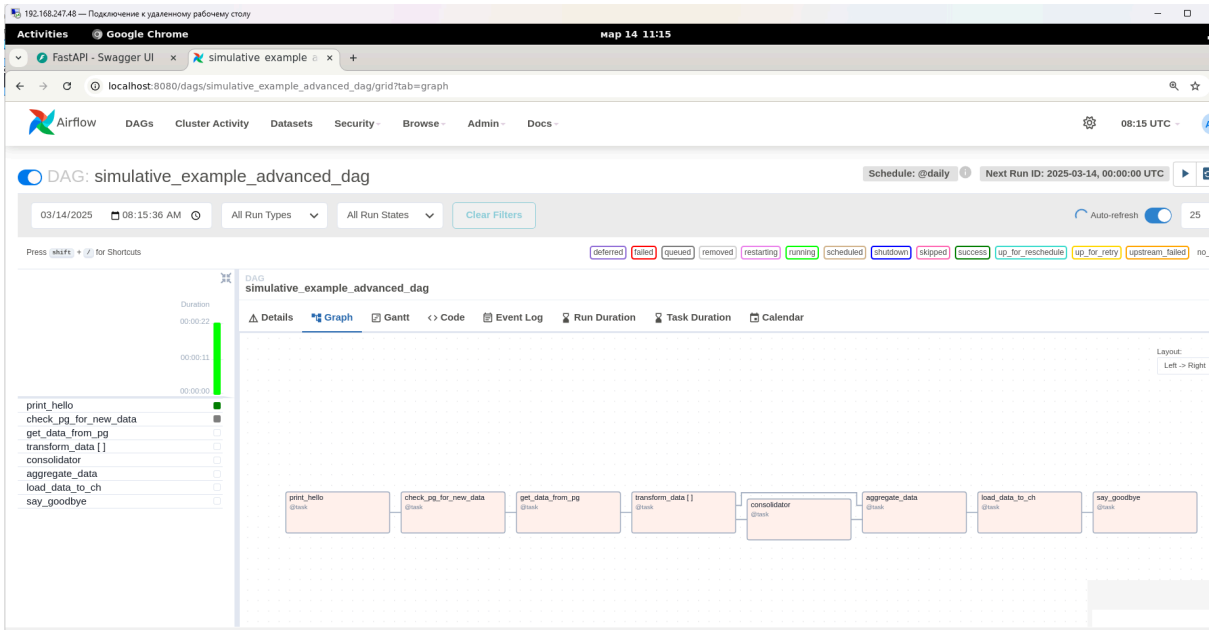 192.168.247.48 — Подключение к удаленному рабочему столу
Activities Google Chrome мар 14 11:15
FastAPI - Swagger UI × simulative_example_a × +
localhost:8080/dags/simulative_example_advanced_dag/grid?tab=graph
Airflow DAGs Cluster Activity Datasets Security Browse Admin Docs 08:15 UTC
DAG: simulative_example_advanced_dag Schedule: @daily Next Run ID: 2025-03-14, 00:00:00 UTC
03/14/2025 08:15:36 AM All Run Types All Run States Clear Filters Auto-refresh 25
Press shift + / for Shortcuts deferred failed queued removed restarting running scheduled shutdown skipped success up_for_reschedule up_for_retry upstream_failed no_
DAG
simulative_example_advanced_dag
Duration
00:00:22
Details Graph Gantt <> Code Event Log Run Duration Task Duration Calendar
00:00:11
00:00:00
Layout:
Left -> Right
print_hello
check_pg_for_new_data
get_data_from_pg
transform_data [ ]
consolidator
aggregate_data
load_data_to_ch
say_goodbye
print_hello
@task
check_pg_for_new_data
@task
get_data_from_pg
@task
transform_data [ ]
@task
consolidator
@task
aggregate_data
@task
load_data_to_ch
@task
say_goodbye
@task